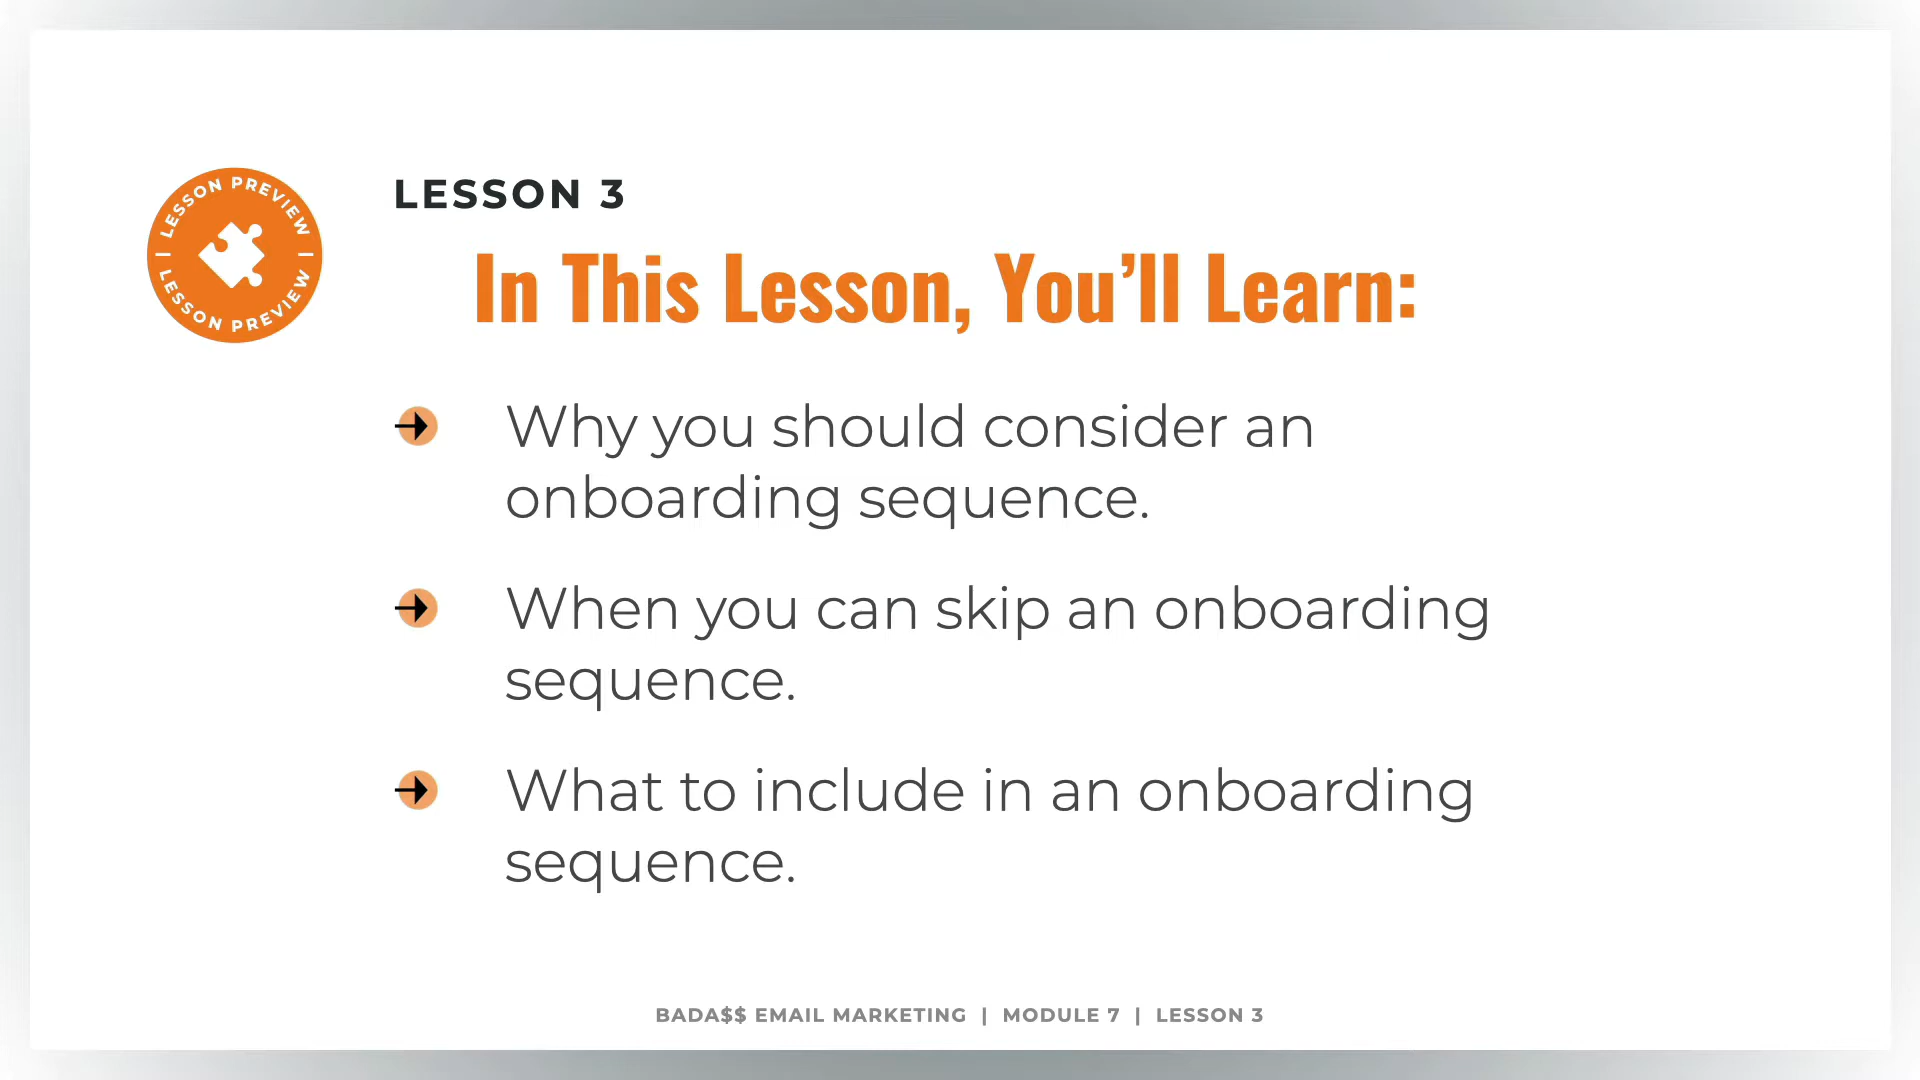 LESSON PREVIEW
LESSON PREVIEW
LESSON 3
In This Lesson, You’ll Learn:
Why you should consider an
onboarding sequence.
When you can skip an onboarding
sequence.
What to include in an onboarding
sequence.
BADA$$ EMAIL MARKETING | MODULE 7 | LESSON 3